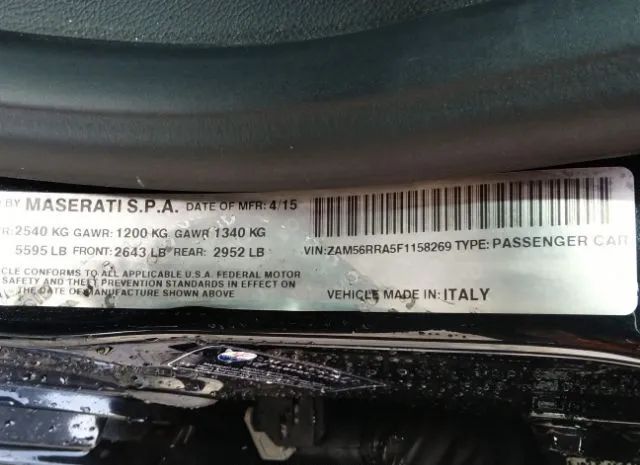 BY MASERATI S.P.A. DATE OF MFR: 4/15
2540 KG GAWR: 1200 KG GAWR 1340 KG
5595 LB FRONT: 2643 LB REAR: 2952 LB
VIN:ZAM56RRA5F1158269 TYPE: PASSENGER CAR
CONFORMS TO ALL APPLICABLE U.S.A. FEDERAL MOTOR
SAFETY AND THEFT PREVENTION STANDARDS IN EFFECT ON
THE DATE OF MANUFACTURE SHOWN ABOVE
VEHICLE MADE IN: ITALY